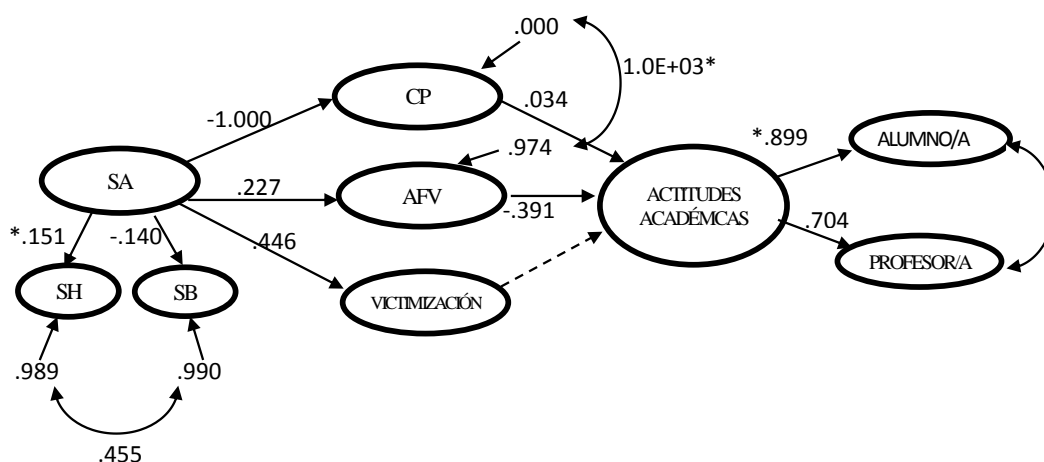 .000
1.0E+03*
CP
-1.000
.034
.974
*.899
ALUMNO/A
SA
.227
AFV
-.391
ACTITUDES
ACADÉMCAS
.704
PROFESOR/A
*.151
-.140
.446
SH
SB
VICTIMIZACIÓN
.989
.990
.455